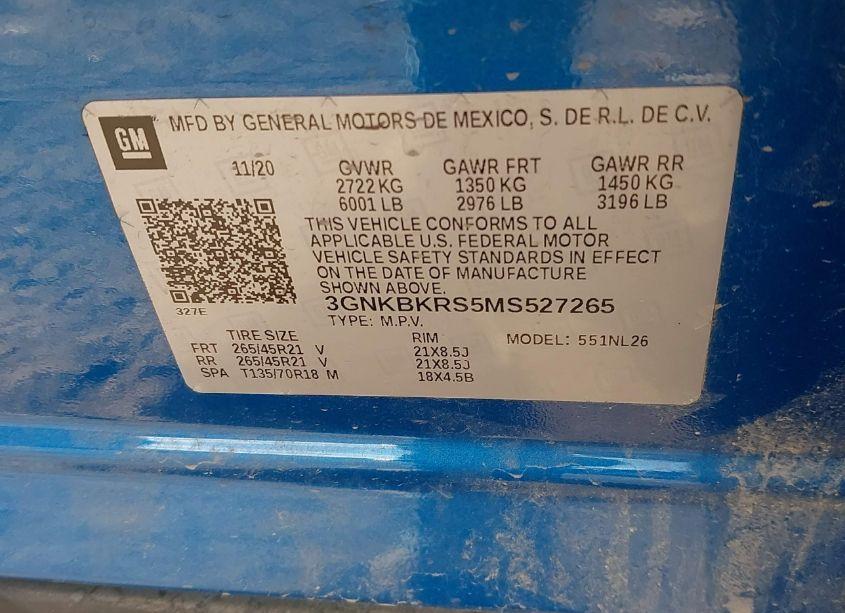 GM MFD BY GENERAL MOTORS DE MEXICO, S. DE R.L. DE C.V.
11/20 GVWR GAWR FRT GAWR RR
2722 KG 1350 KG 1450 KG
6001 LB 2976 LB 3196 LB
THIS VEHICLE CONFORMS TO ALL
APPLICABLE U.S. FEDERAL MOTOR
VEHICLE SAFETY STANDARDS IN EFFECT
ON THE DATE OF MANUFACTURE
SHOWN ABOVE.
327E
3GNKBKRS5MS527265
TYPE: M.P.V.
TIRE SIZE RIM MODEL: 551NL26
FRT 265/45R21 V 21X8.5J
RR 265/45R21 V 21X8.5J
SPA T135/70R18 M 18X4.5B